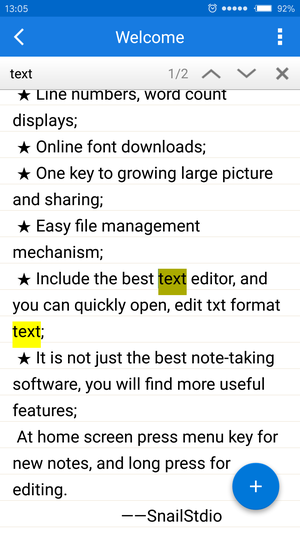 13:05
92%
Welcome
text 1/2
★ Line numbers, word count
displays;
★ Online font downloads;
★ One key to growing large picture
and sharing;
★ Easy file management
mechanism;
★ Include the best text editor, and
you can quickly open, edit txt format
text;
★ It is not just the best note-taking
software, you will find more useful
features;
At home screen press menu key for
new notes, and long press for
editing.
——SnailStdio